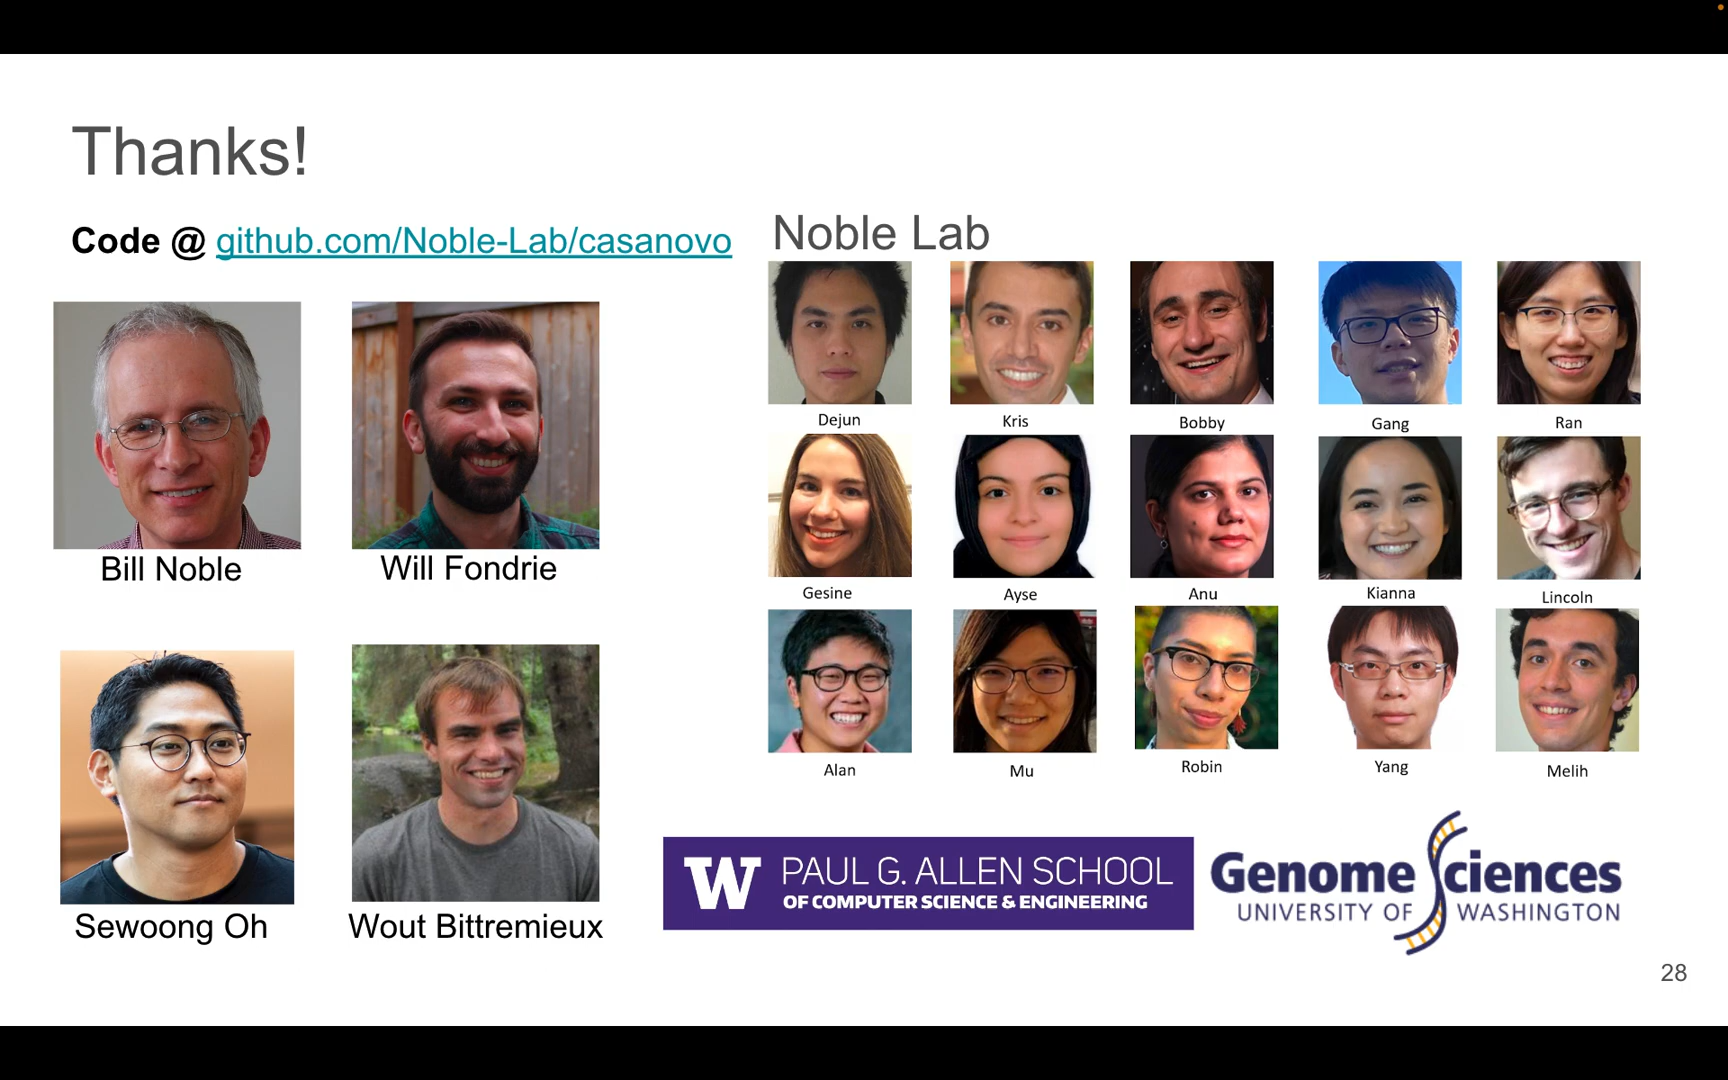 Thanks!
Code @ github.com/Noble-Lab/casanovo
Bill Noble
Will Fondrie
Sewoong Oh
Wout Bittremieux
Noble Lab
Dejun
Kris
Bobby
Gang
Ran
Gesine
Ayse
Anu
Kianna
Lincoln
Alan
Mu
Robin
Yang
Melih
W PAUL G. ALLEN SCHOOL
OF COMPUTER SCIENCE & ENGINEERING
Genome Sciences
UNIVERSITY OF WASHINGTON
28